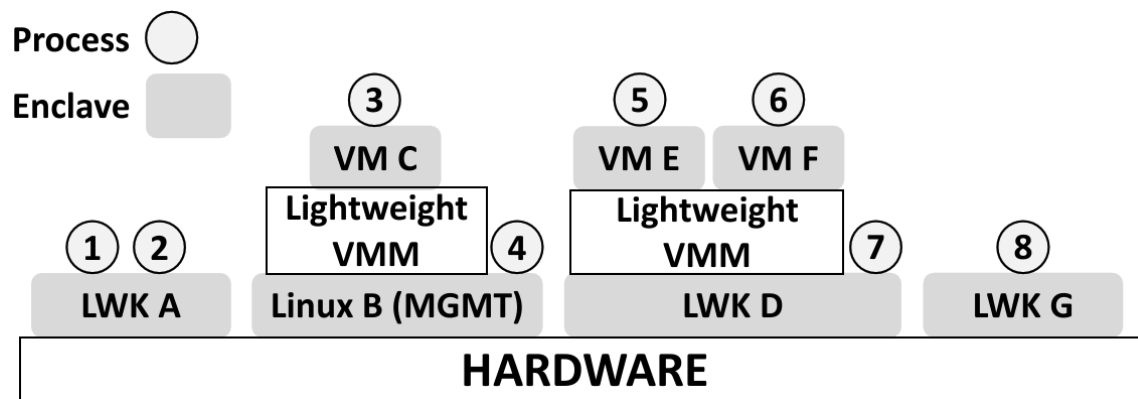 Process
Enclave
3
5
6
VM C
VM E
VM F
Lightweight
VMM
Lightweight
VMM
1
2
4
7
8
LWK A
Linux B (MGMT)
LWK D
LWK G
HARDWARE